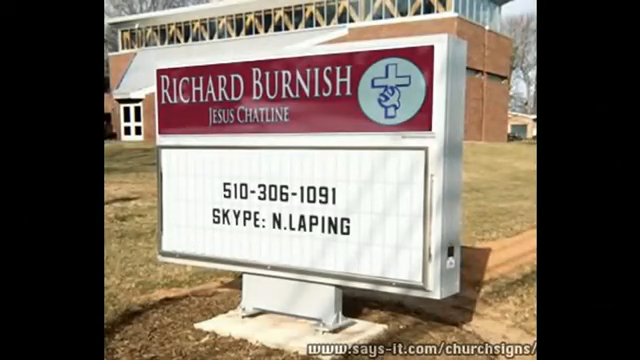 RICHARD BURNISH
JESUS CHATLINE
510-306-1091
SKYPE: N.LAPING
www.says-it.com/churchsigns/